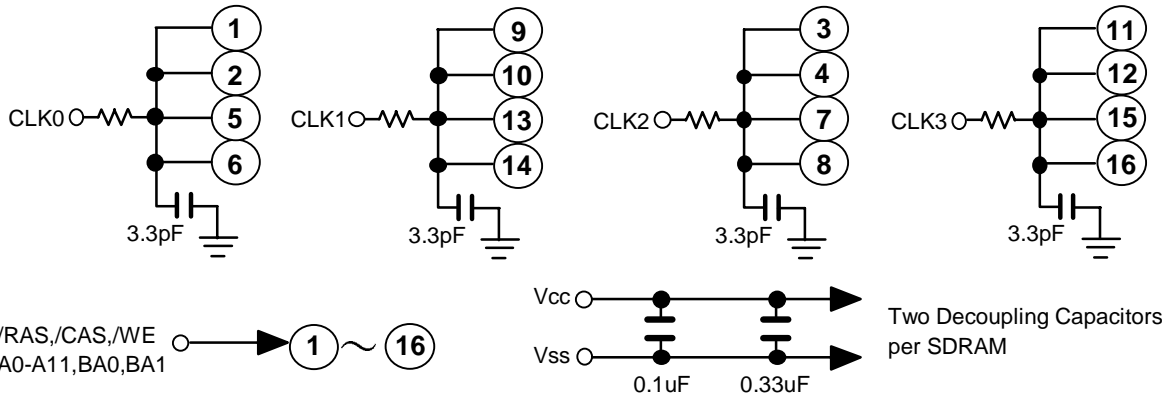 1
2
CLK0
5
6
3.3pF
9
10
CLK1
13
14
3.3pF
3
4
CLK2
7
8
3.3pF
11
12
CLK3
15
16
3.3pF
/RAS,/CAS,/WE
A0-A11,BA0,BA1
1 ~ 16
Vcc
Vss
0.1uF 0.33uF
Two Decoupling Capacitors
per SDRAM